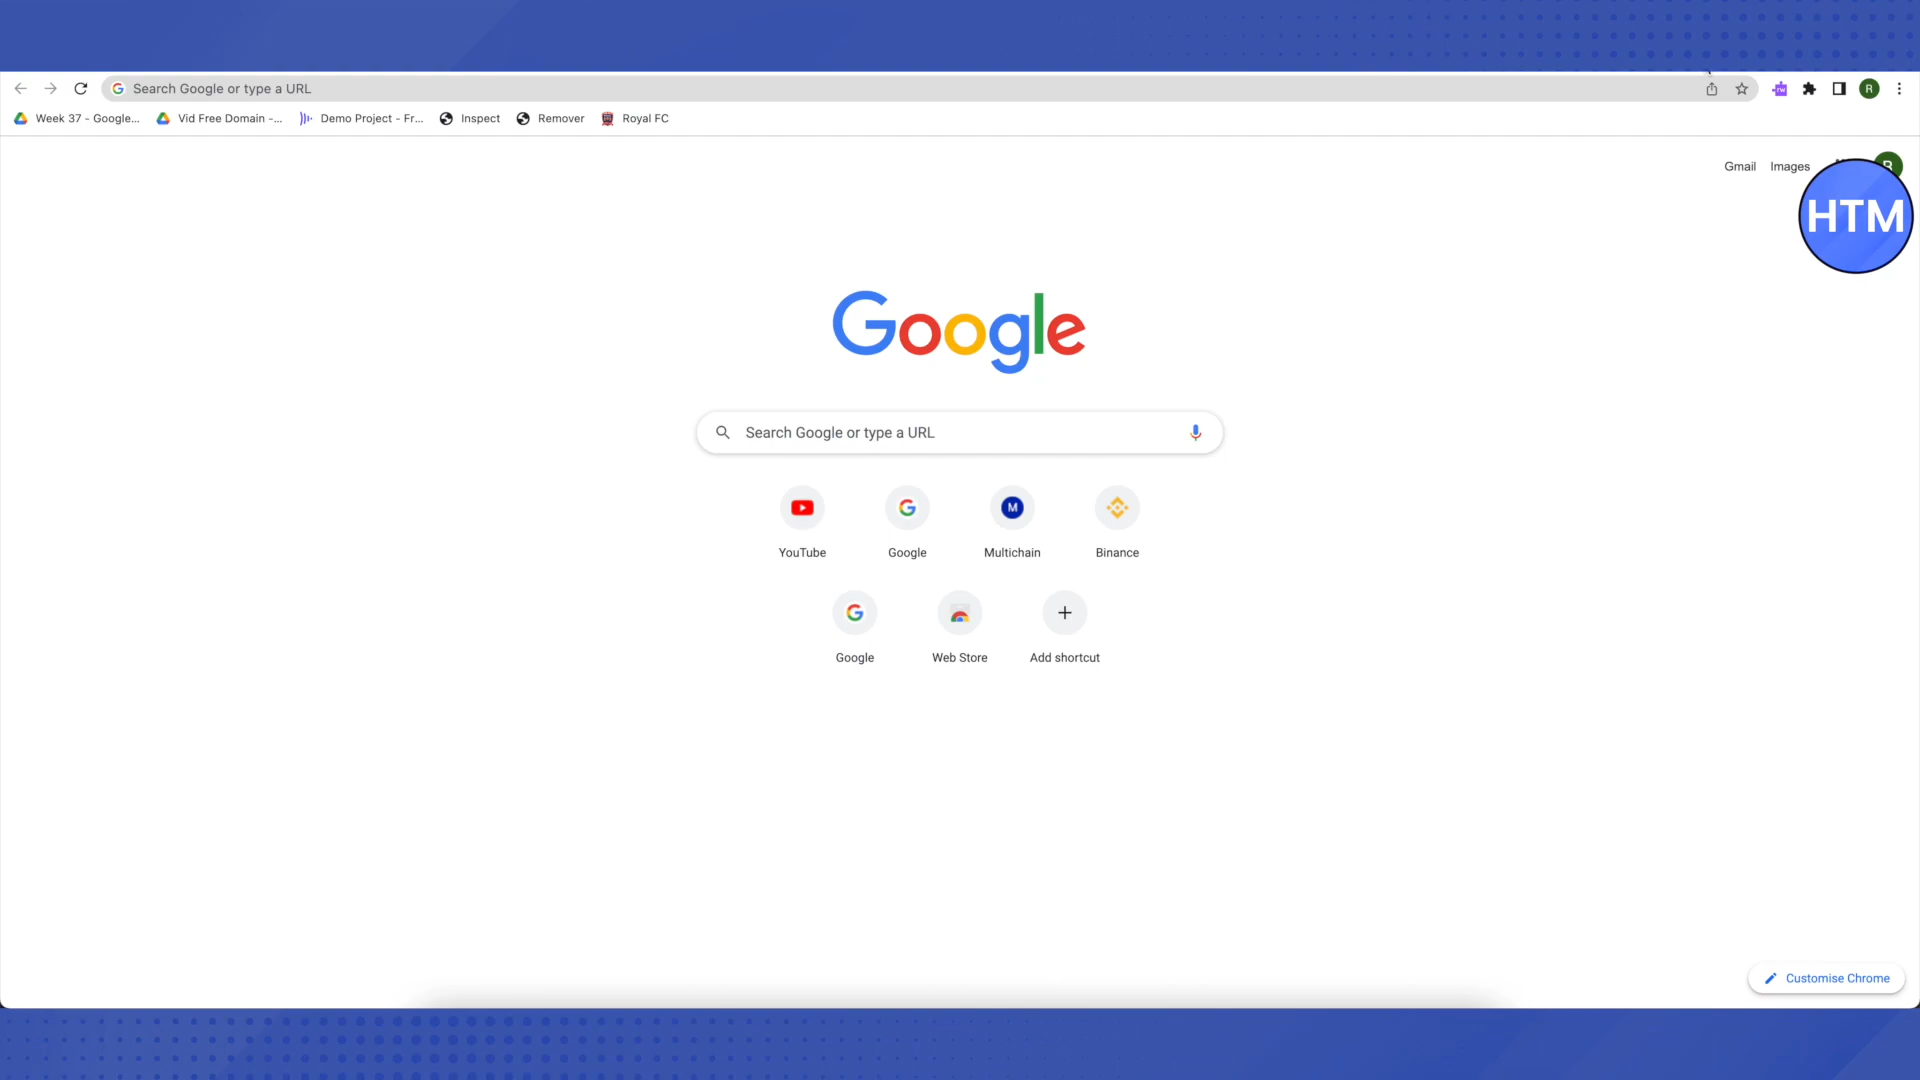 Search Google or type a URL
Week 37 - Google...
Vid Free Domain -...
Demo Project - Fr...
Inspect
Remover
Royal FC
R
Gmail
Images
HTM
Google
Search Google or type a URL
YouTube
Google
M
Multichain
Binance
Google
Web Store
Add shortcut
Customise Chrome